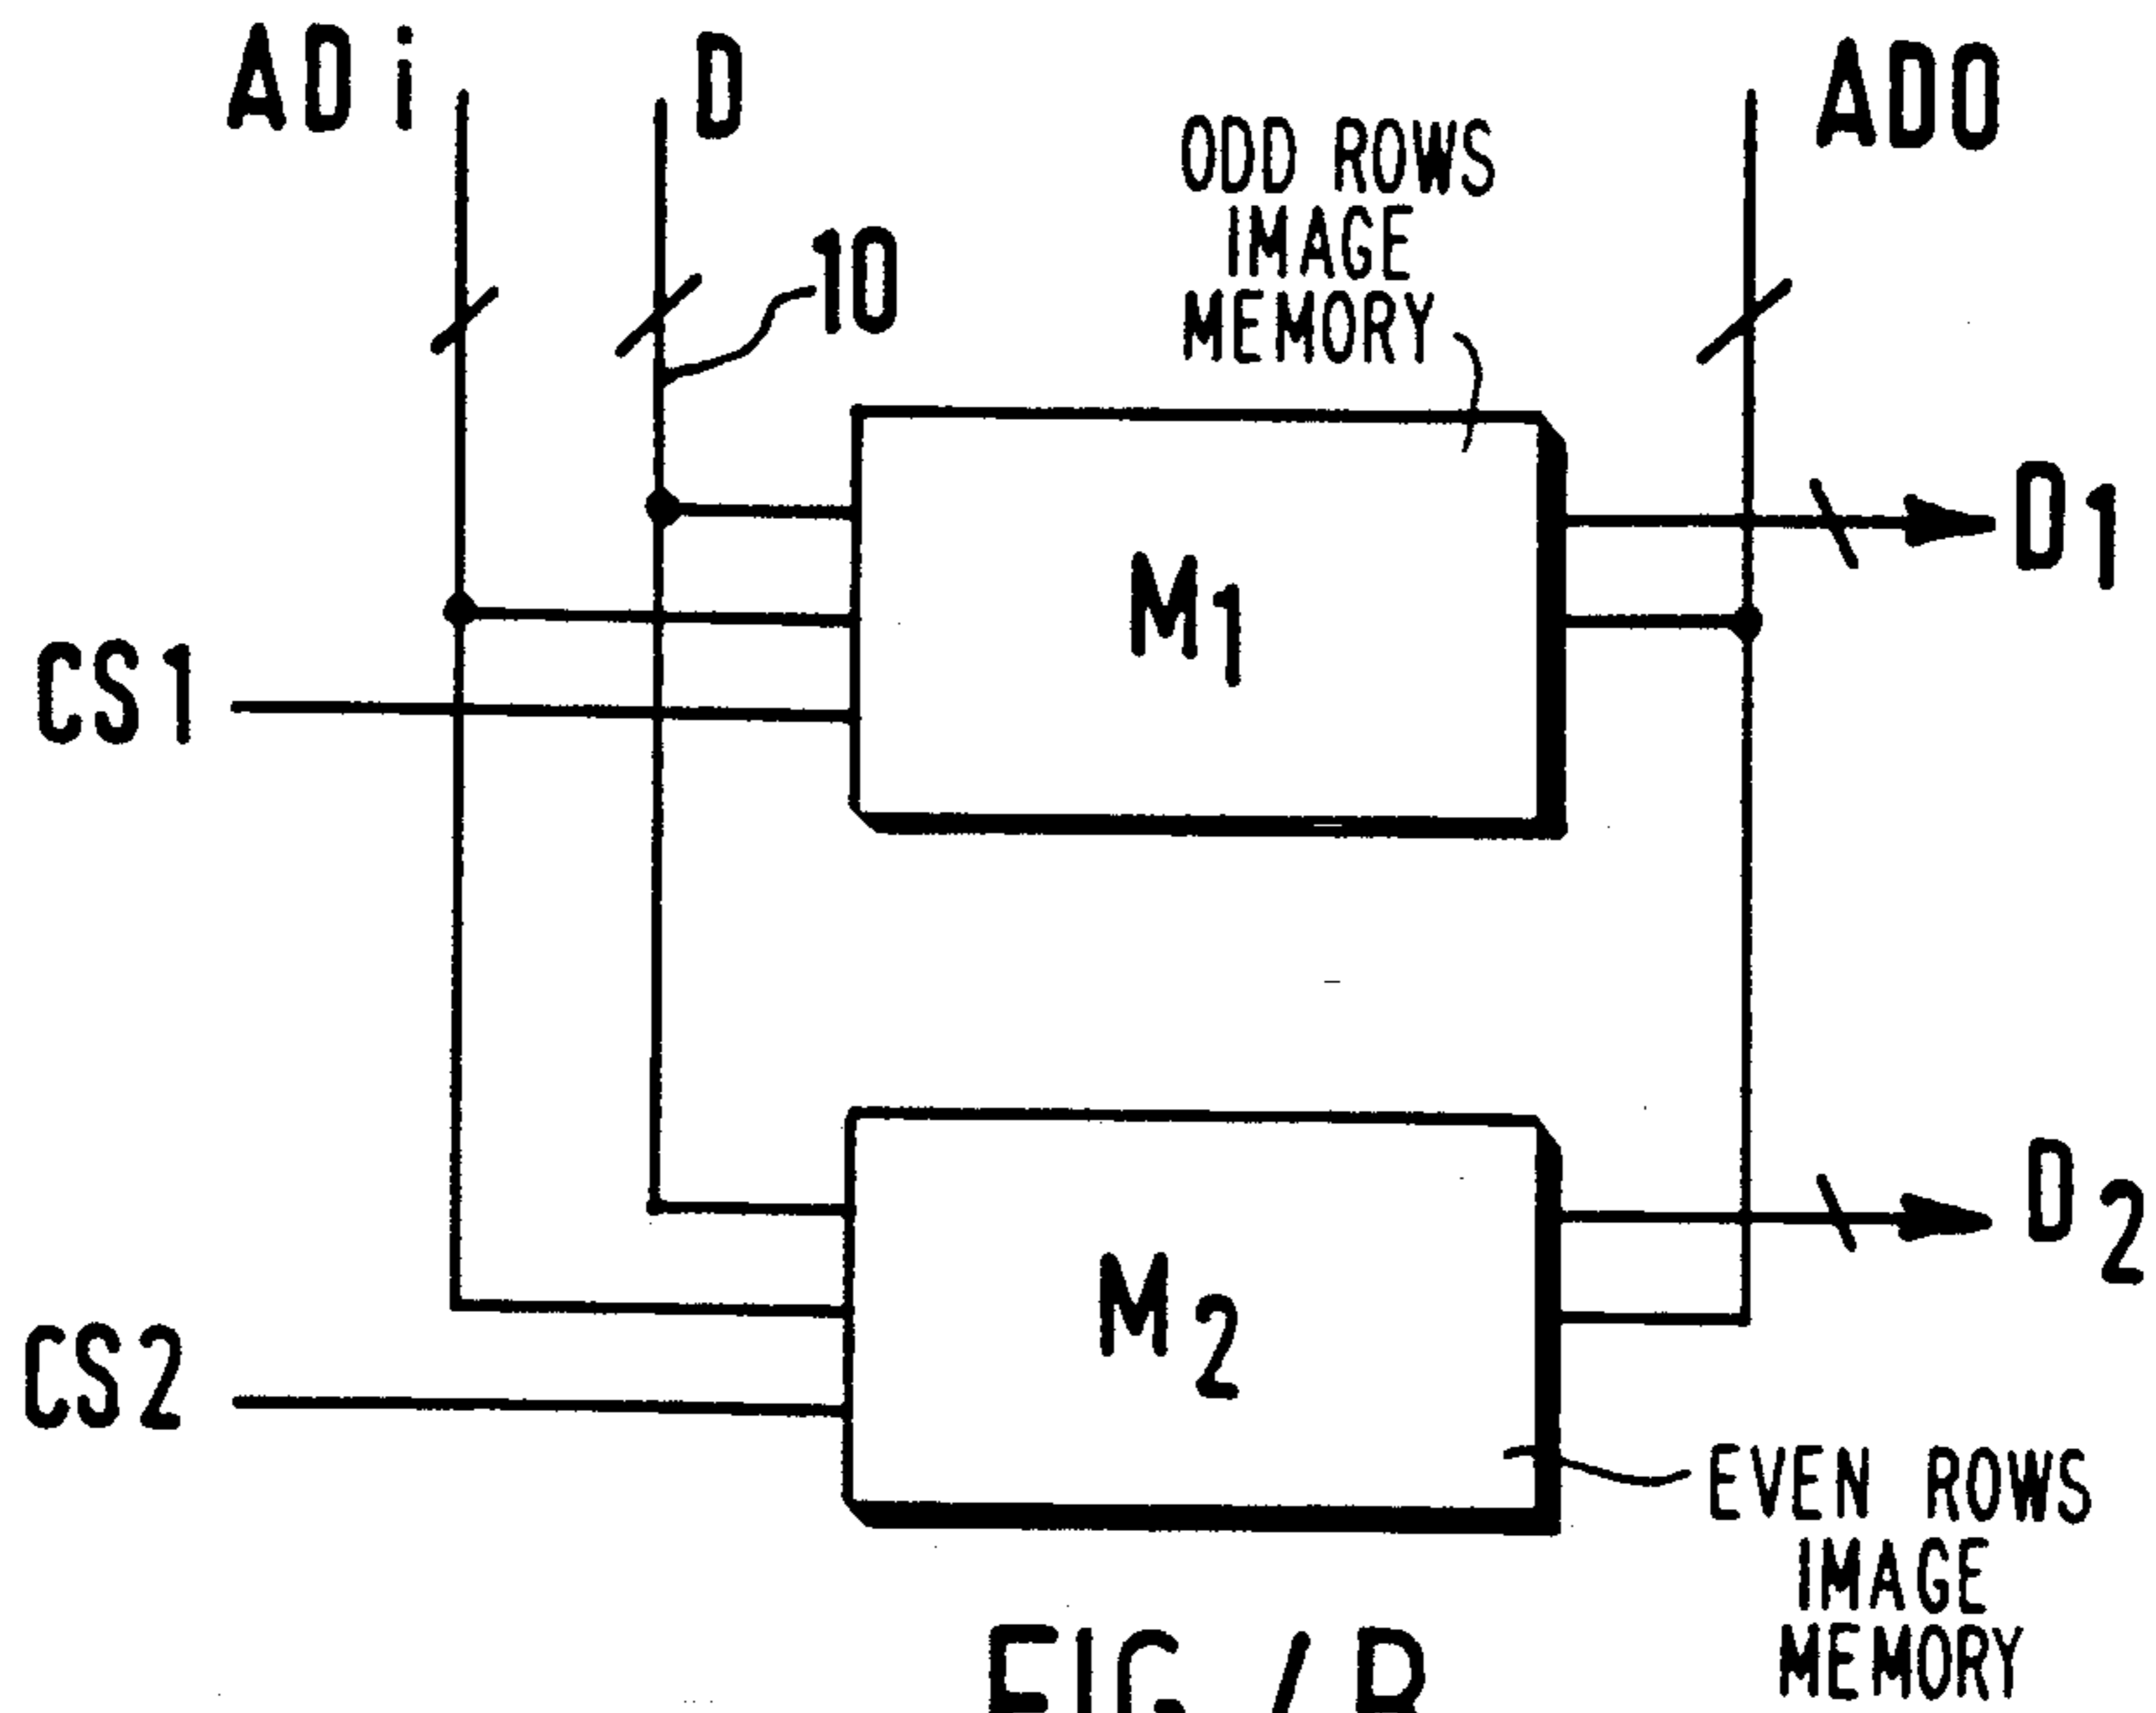 ADi
D
ADO
10
ODD ROWS
IMAGE
MEMORY
D1
M1
CS1
D2
M2
CS2
EVEN ROWS
IMAGE
MEMORY